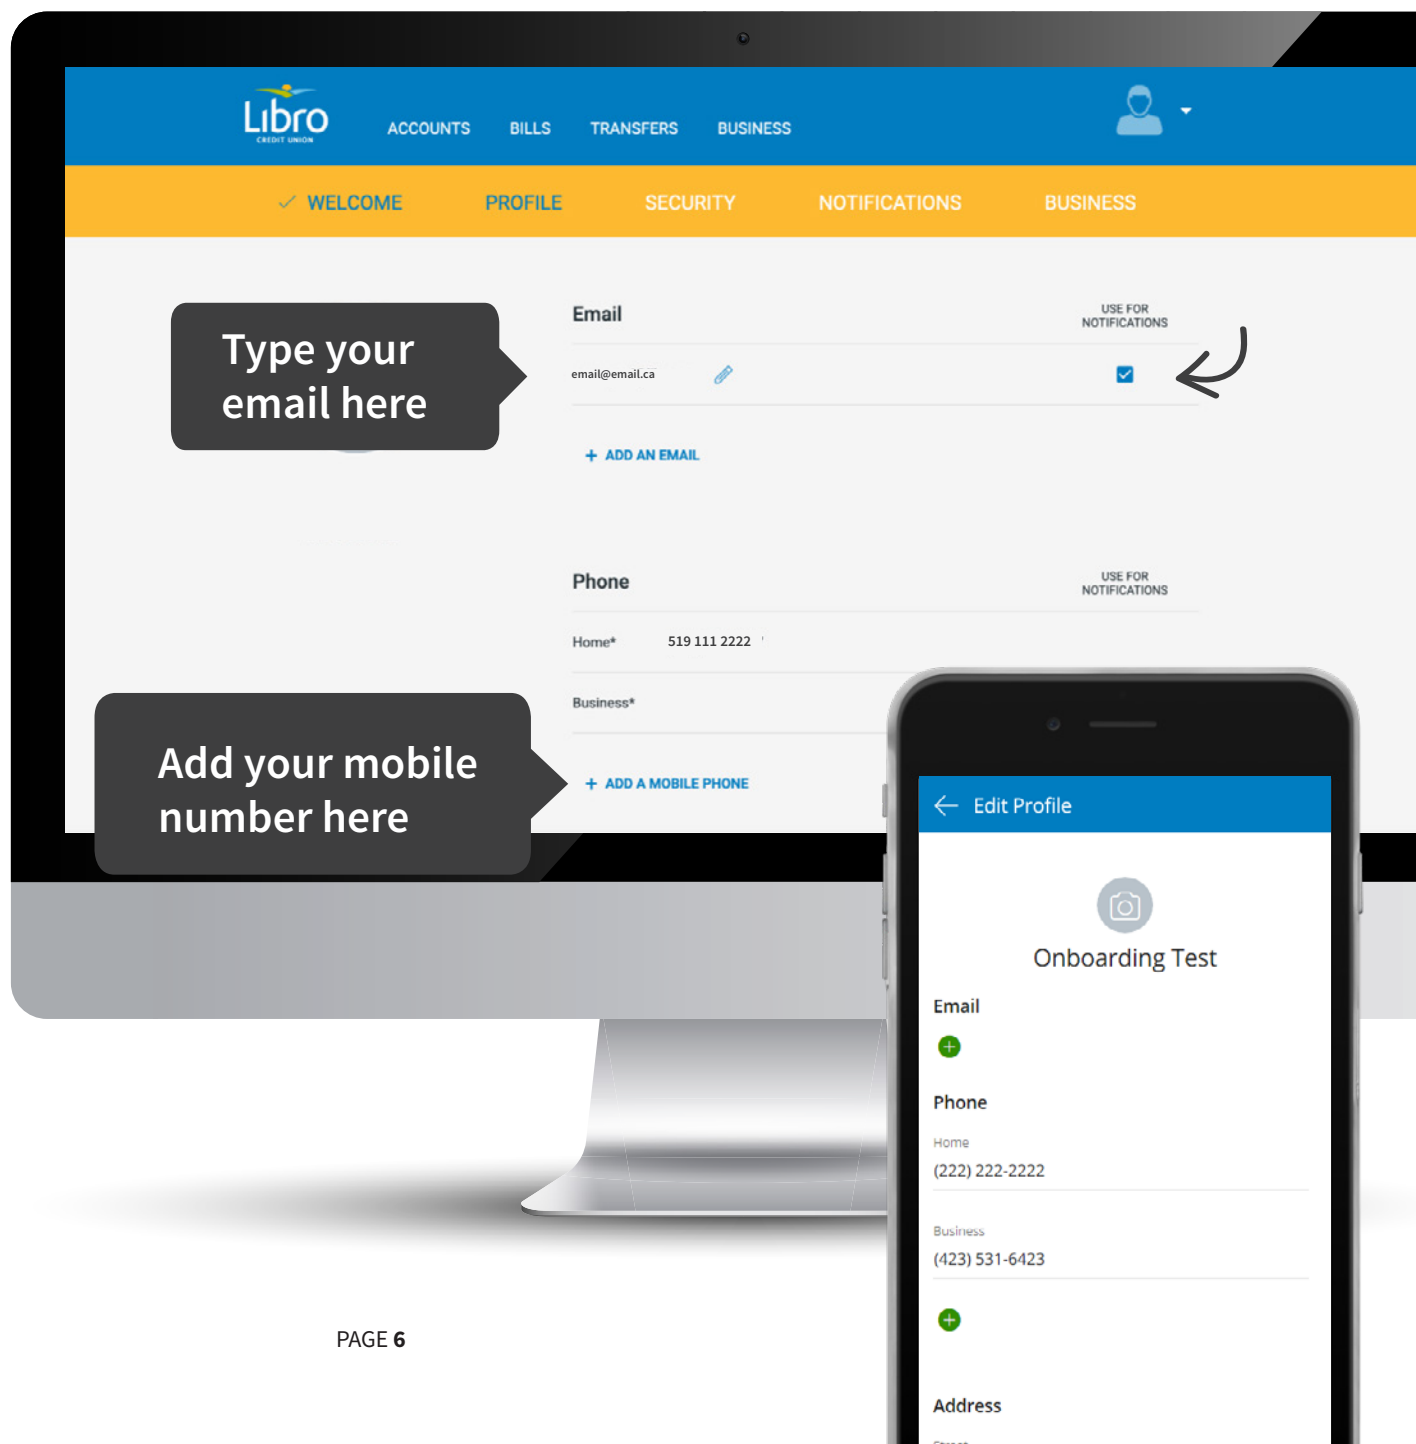 Libro
CREDIT UNION
ACCOUNTS BILLS TRANSFERS BUSINESS
WELCOME PROFILE SECURITY NOTIFICATIONS BUSINESS
Type your
email here
Email
USE FOR
NOTIFICATIONS
email@email.ca
+ ADD AN EMAIL
Phone
USE FOR
NOTIFICATIONS
Home* 519 111 2222
Business*
Add your mobile
number here
+ ADD A MOBILE PHONE
Edit Profile
Onboarding Test
Email
Phone
Home
(222) 222-2222
Business
(423) 531-6423
Address
Street
PAGE 6